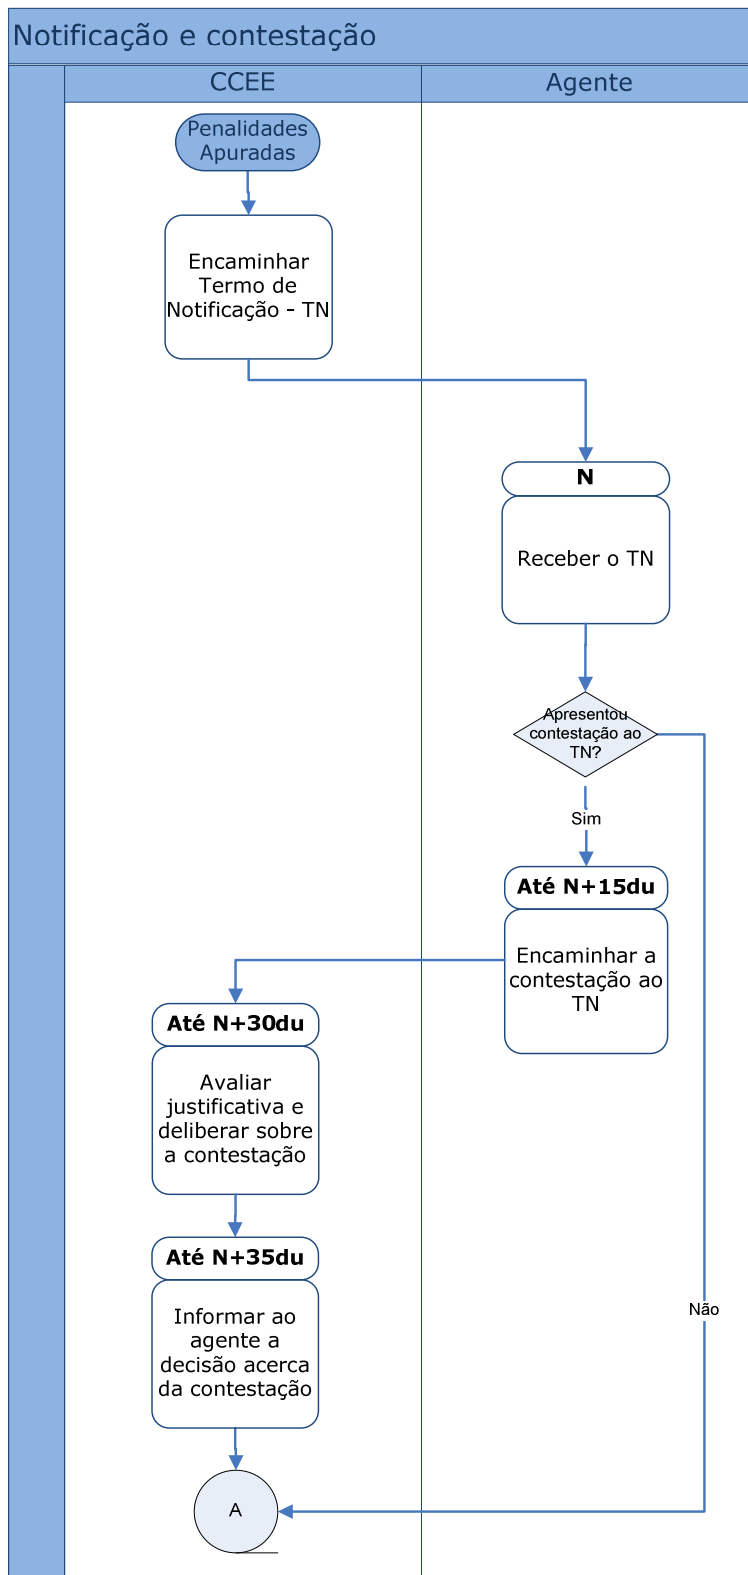 Notificação e contestação
CCEE
Agente
Penalidades
Apuradas
Encaminhar
Termo de
Notificação - TN
N
Receber o TN
Apresentou
contestação ao
TN?
Sim
Até N+15du
Encaminhar a
contestação ao
TN
Até N+30du
Avaliar
justificativa e
deliberar sobre
a contestação
Até N+35du
Informar ao
agente a
decisão acerca
da contestação
Não
A